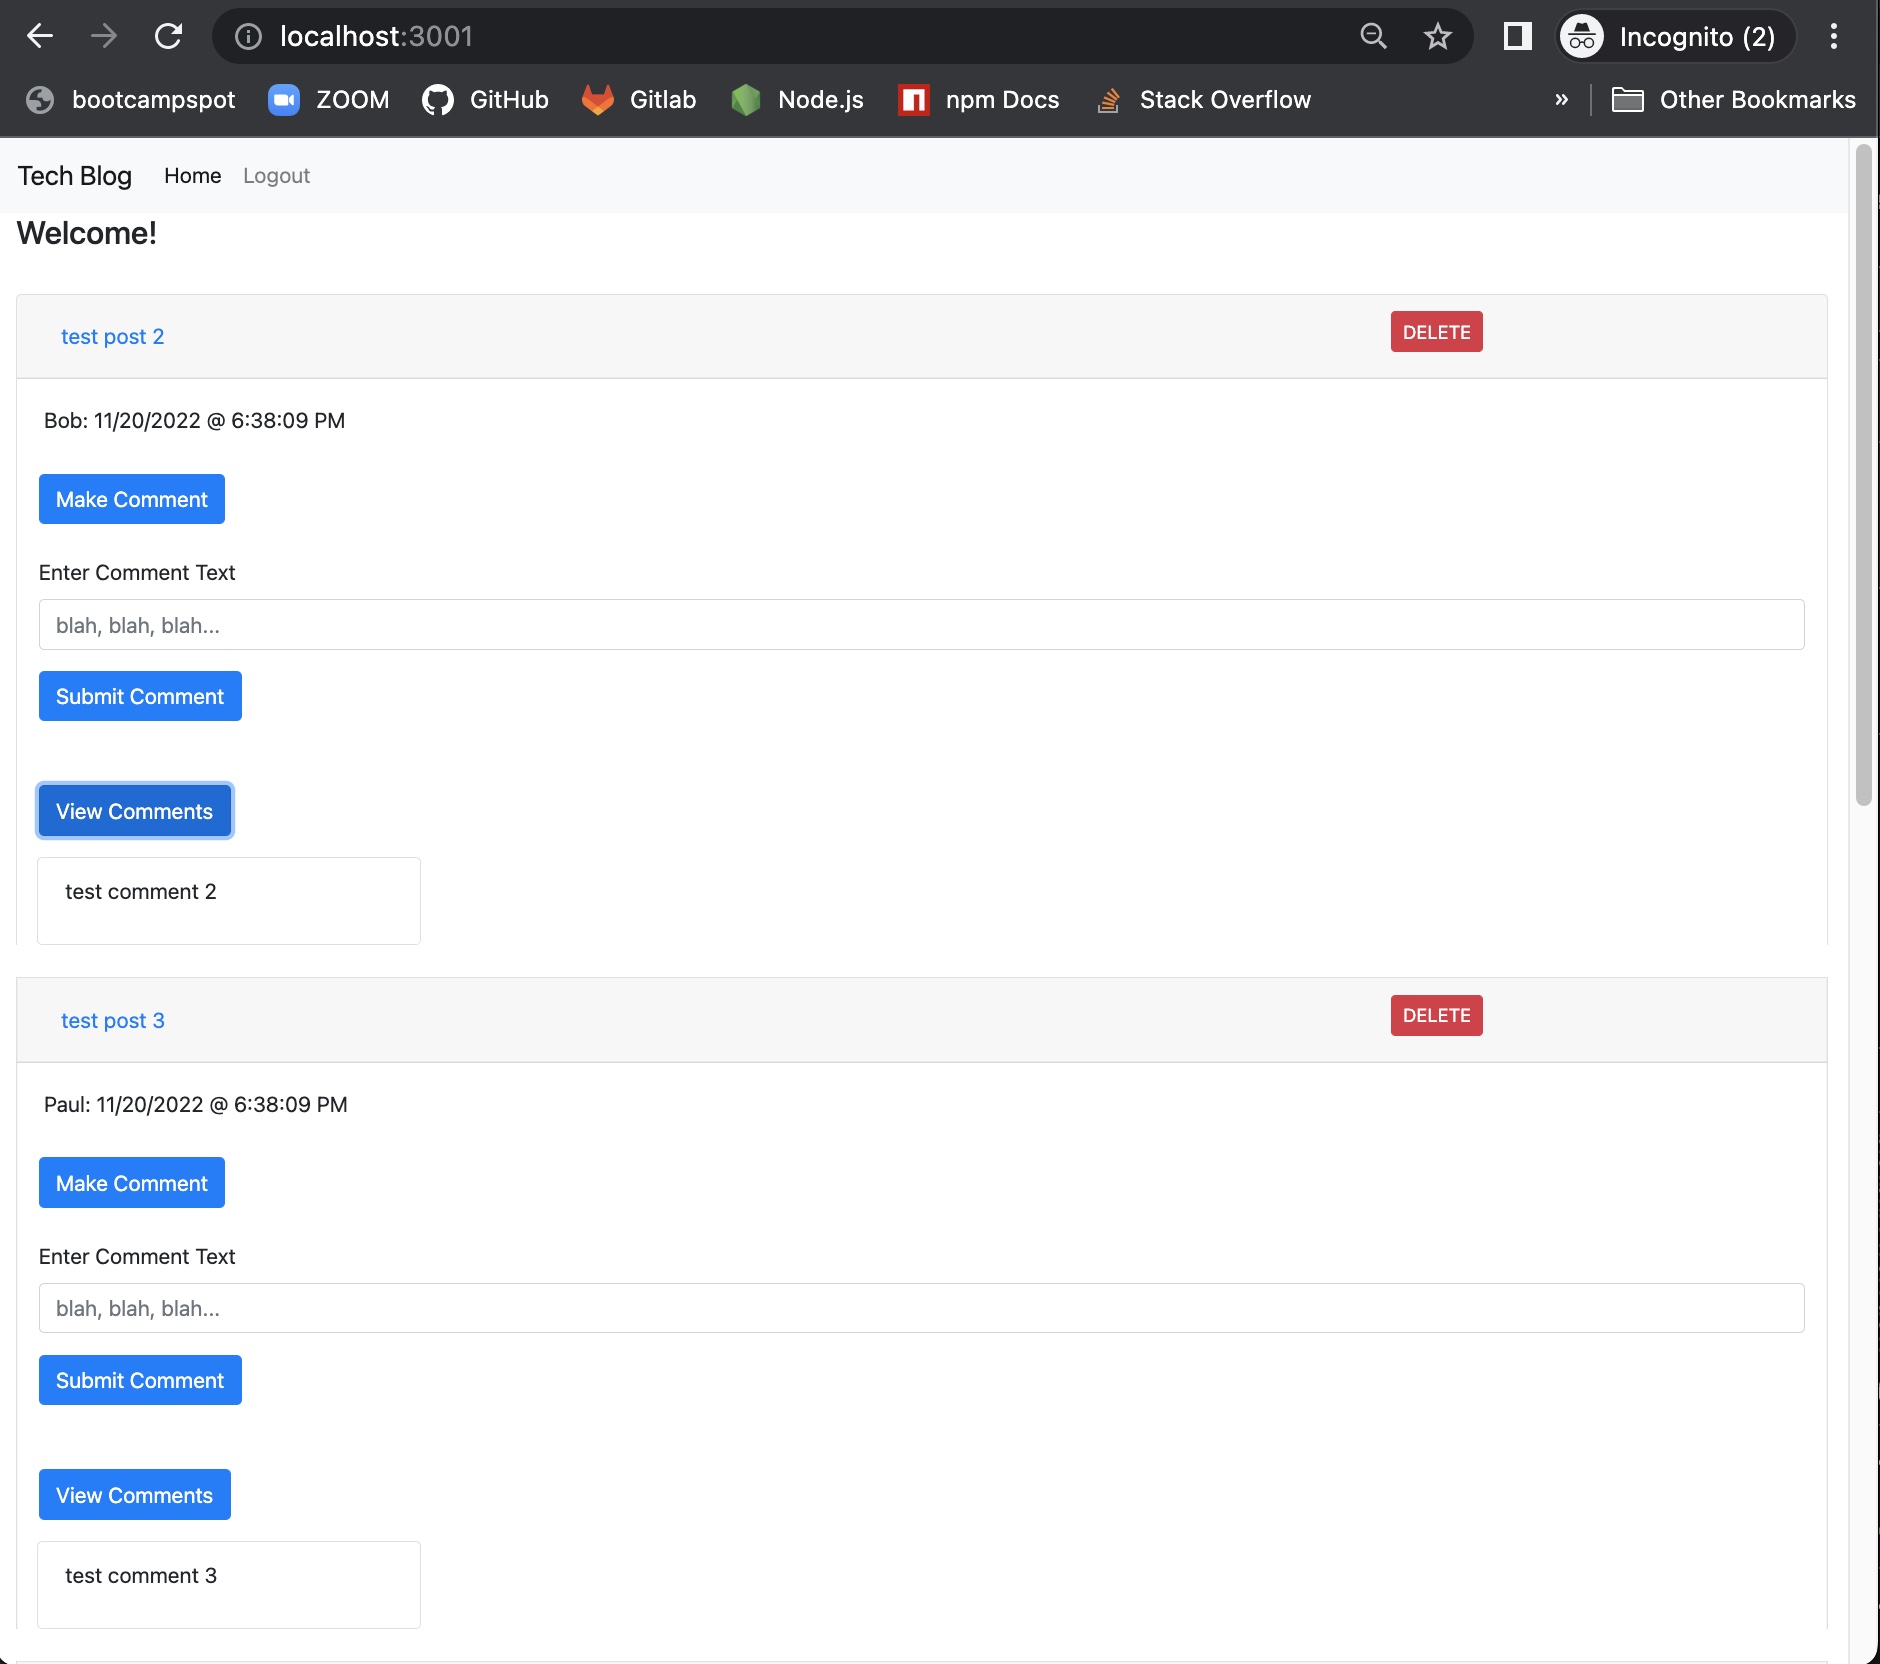 localhost:3001 Incognito (2)
bootcampspot ZOOM GitHub Gitlab Node.js npm Docs Stack Overflow » Other Bookmarks
Tech Blog Home Logout
Welcome!
test post 2 DELETE
Bob: 11/20/2022 @ 6:38:09 PM
Make Comment
Enter Comment Text
blah, blah, blah...
Submit Comment
View Comments
test comment 2
test post 3 DELETE
Paul: 11/20/2022 @ 6:38:09 PM
Make Comment
Enter Comment Text
blah, blah, blah...
Submit Comment
View Comments
test comment 3